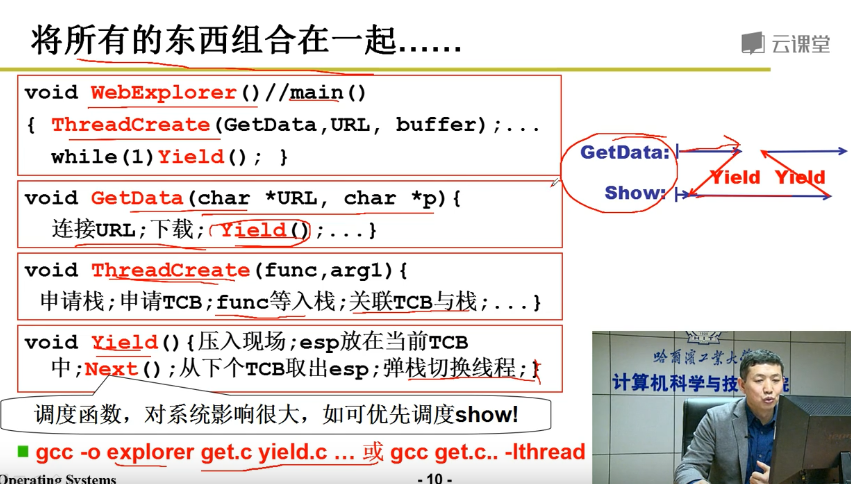 将所有的东西组合在一起......
云课堂
void WebExplorer()//main()
{ ThreadCreate(GetData,URL, buffer);...
while(1)Yield(); }
void GetData(char *URL, char *p){
连接URL;下载; Yield();...}
void ThreadCreate(func,arg1){
申请栈;申请TCB;func等入栈;关联TCB与栈;...}
void Yield(){压入现场;esp放在当前TCB
中;Next();从下个TCB取出esp;弹栈切换线程;}
调度函数，对系统影响很大，如可优先调度show!
gcc -o explorer get.c yield.c ... 或 gcc get.c.. -lthread
GetData:
Yield Yield
Show:
哈尔滨工业大
计算机科学与技 院
Operating Systems
- 10 -